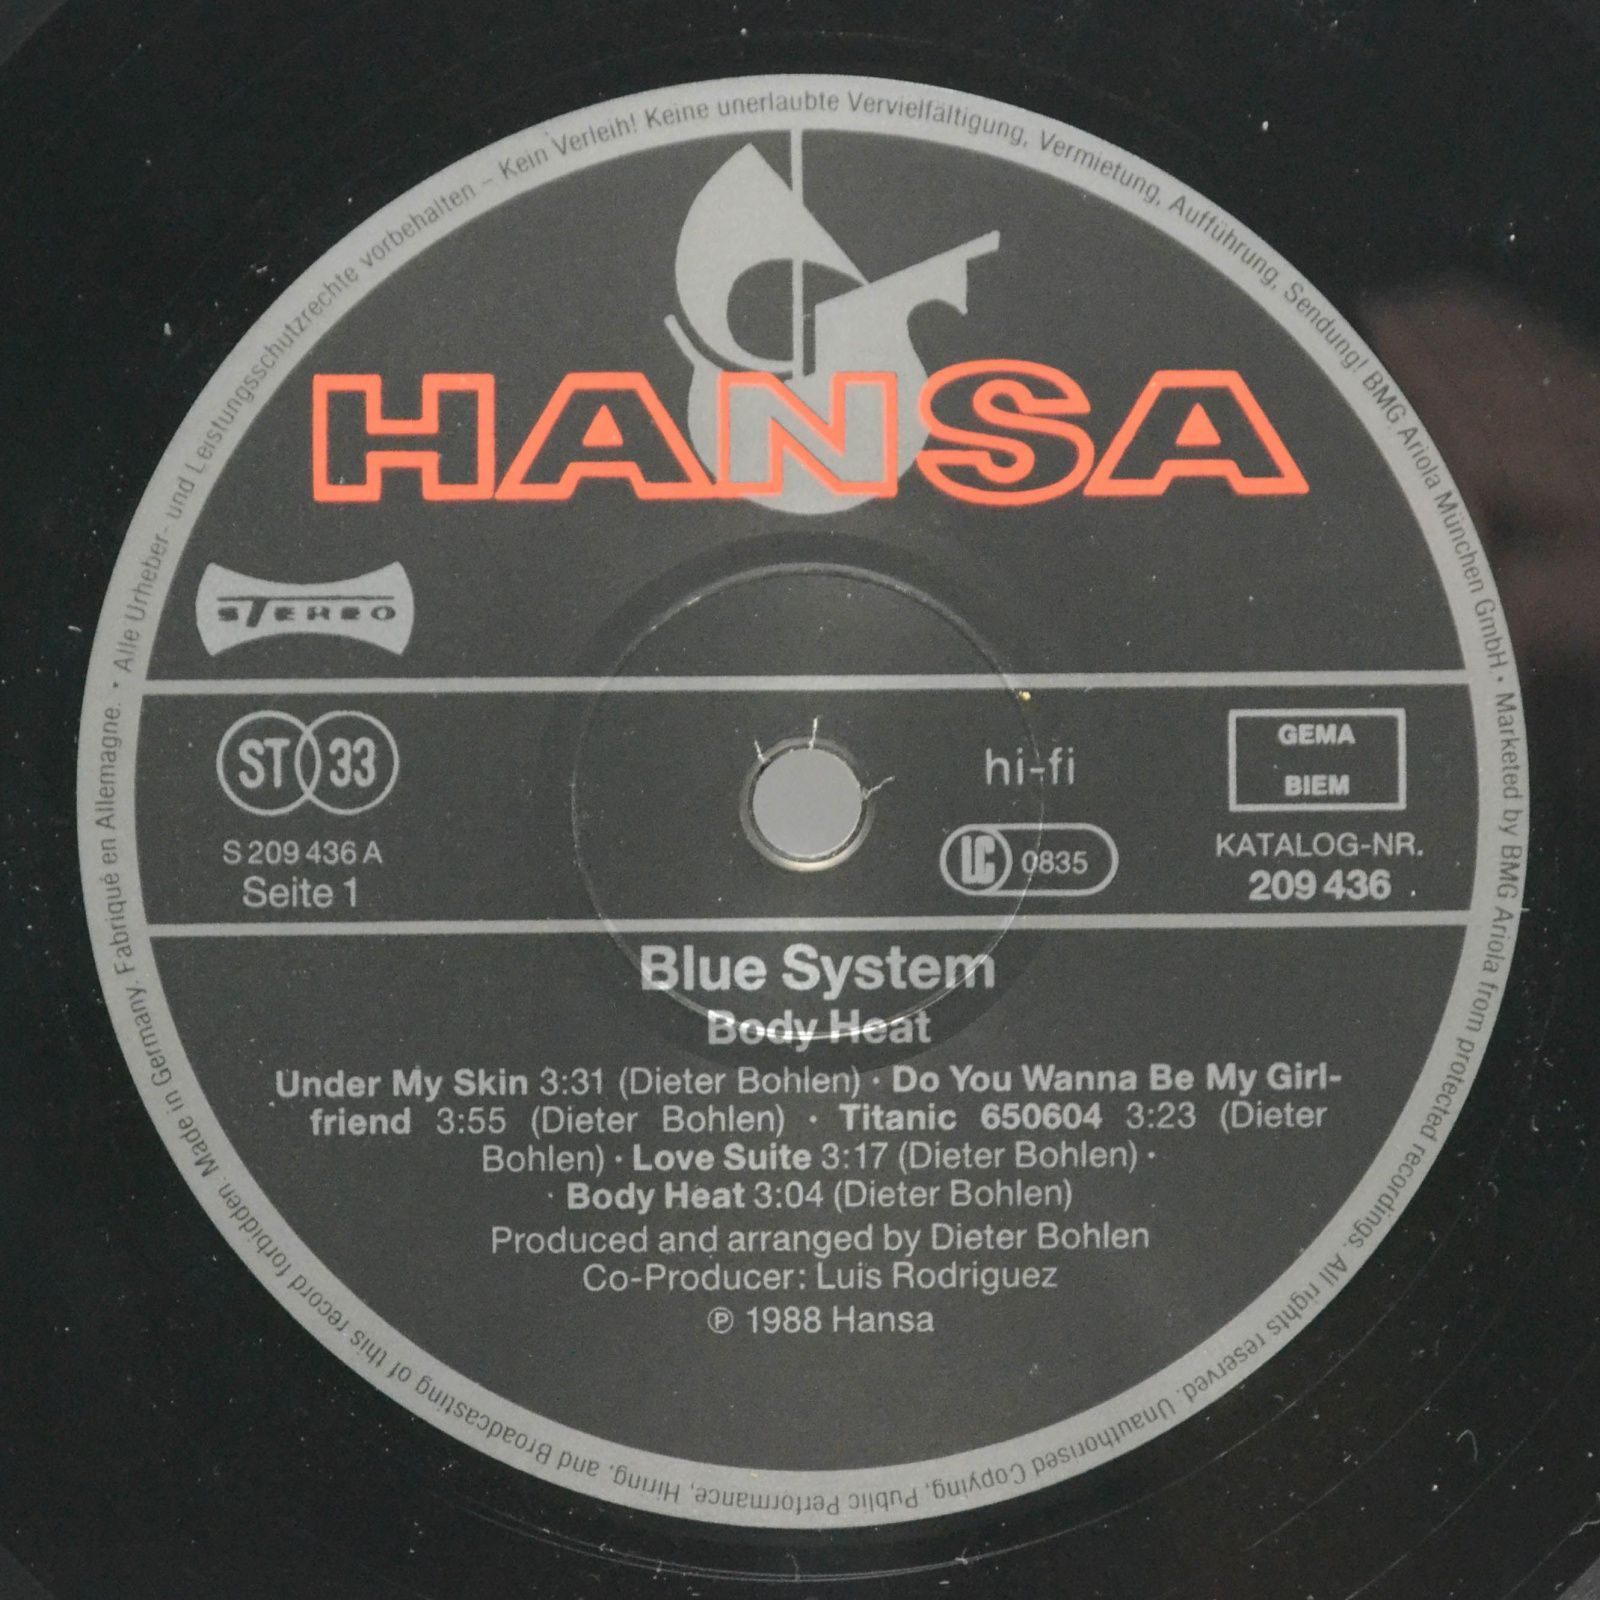 · Alle Urheber- und Leistungsschutzrechte vorbehalten – Kein Verleih! Keine unerlaubte Vervielfältigung, Vermietung, Aufführung, Sendung! BMG Ariola München GmbH · Marketed by BMG Ariola from protected recordings. All rights reserved. Unauthorised Copying, Public Performance, Hiring, and Broadcasting of this record forbidden. Made in Germany. Fabriqué en Allemagne.
HANSA
STEREO
ST 33
S 209 436 A
Seite 1
hi-fi
LC 0835
GEMA
BIEM
KATALOG-NR.
209 436
Blue System
Body Heat
Under My Skin 3:31 (Dieter Bohlen) · Do You Wanna Be My Girl-
friend 3:55 (Dieter Bohlen) · Titanic 650604 3:23 (Dieter
Bohlen) · Love Suite 3:17 (Dieter Bohlen) ·
· Body Heat 3:04 (Dieter Bohlen)
Produced and arranged by Dieter Bohlen
Co-Producer: Luis Rodriguez
℗ 1988 Hansa